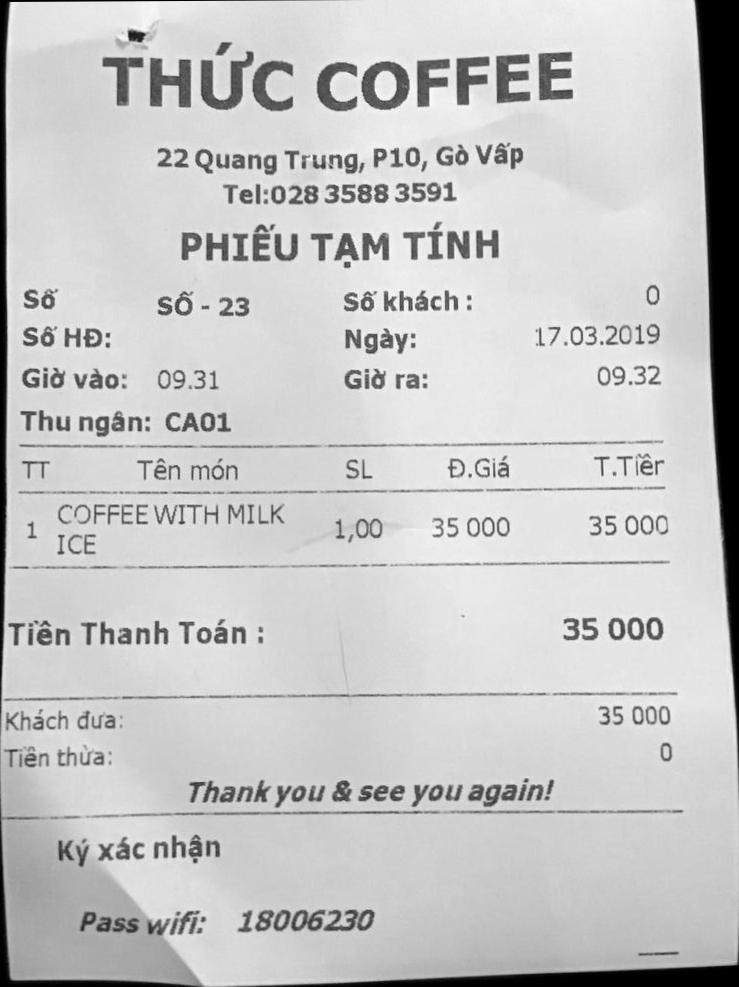 THỨC COFFEE
22 Quang Trung, P10, Gò Vấp
Tel:028 3588 3591
PHIẾU TẠM TÍNH
Số SỐ - 23 Số khách : 0
Số HĐ: Ngày: 17.03.2019
Giờ vào: 09.31 Giờ ra: 09.32
Thu ngân: CA01
TT Tên món SL Đ.Giá T.Tiền
1 COFFEE WITH MILK ICE 1,00 35 000 35 000
Tiền Thanh Toán : 35 000
Khách đưa: 35 000
Tiền thừa: 0
Thank you & see you again!
Ký xác nhận
Pass wifi: 18006230